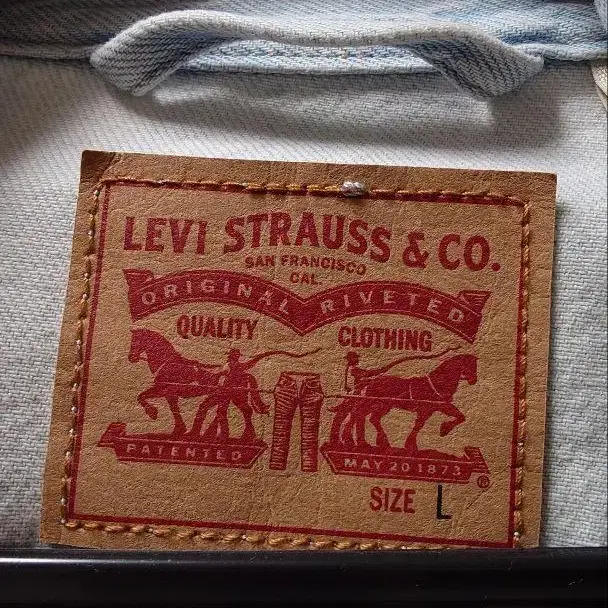 LEVI STRAUSS & CO.
SAN FRANCISCO
CAL.
ORIGINAL RIVETED
QUALITY CLOTHING
PATENTED MAY 20 1873
®
SIZE L